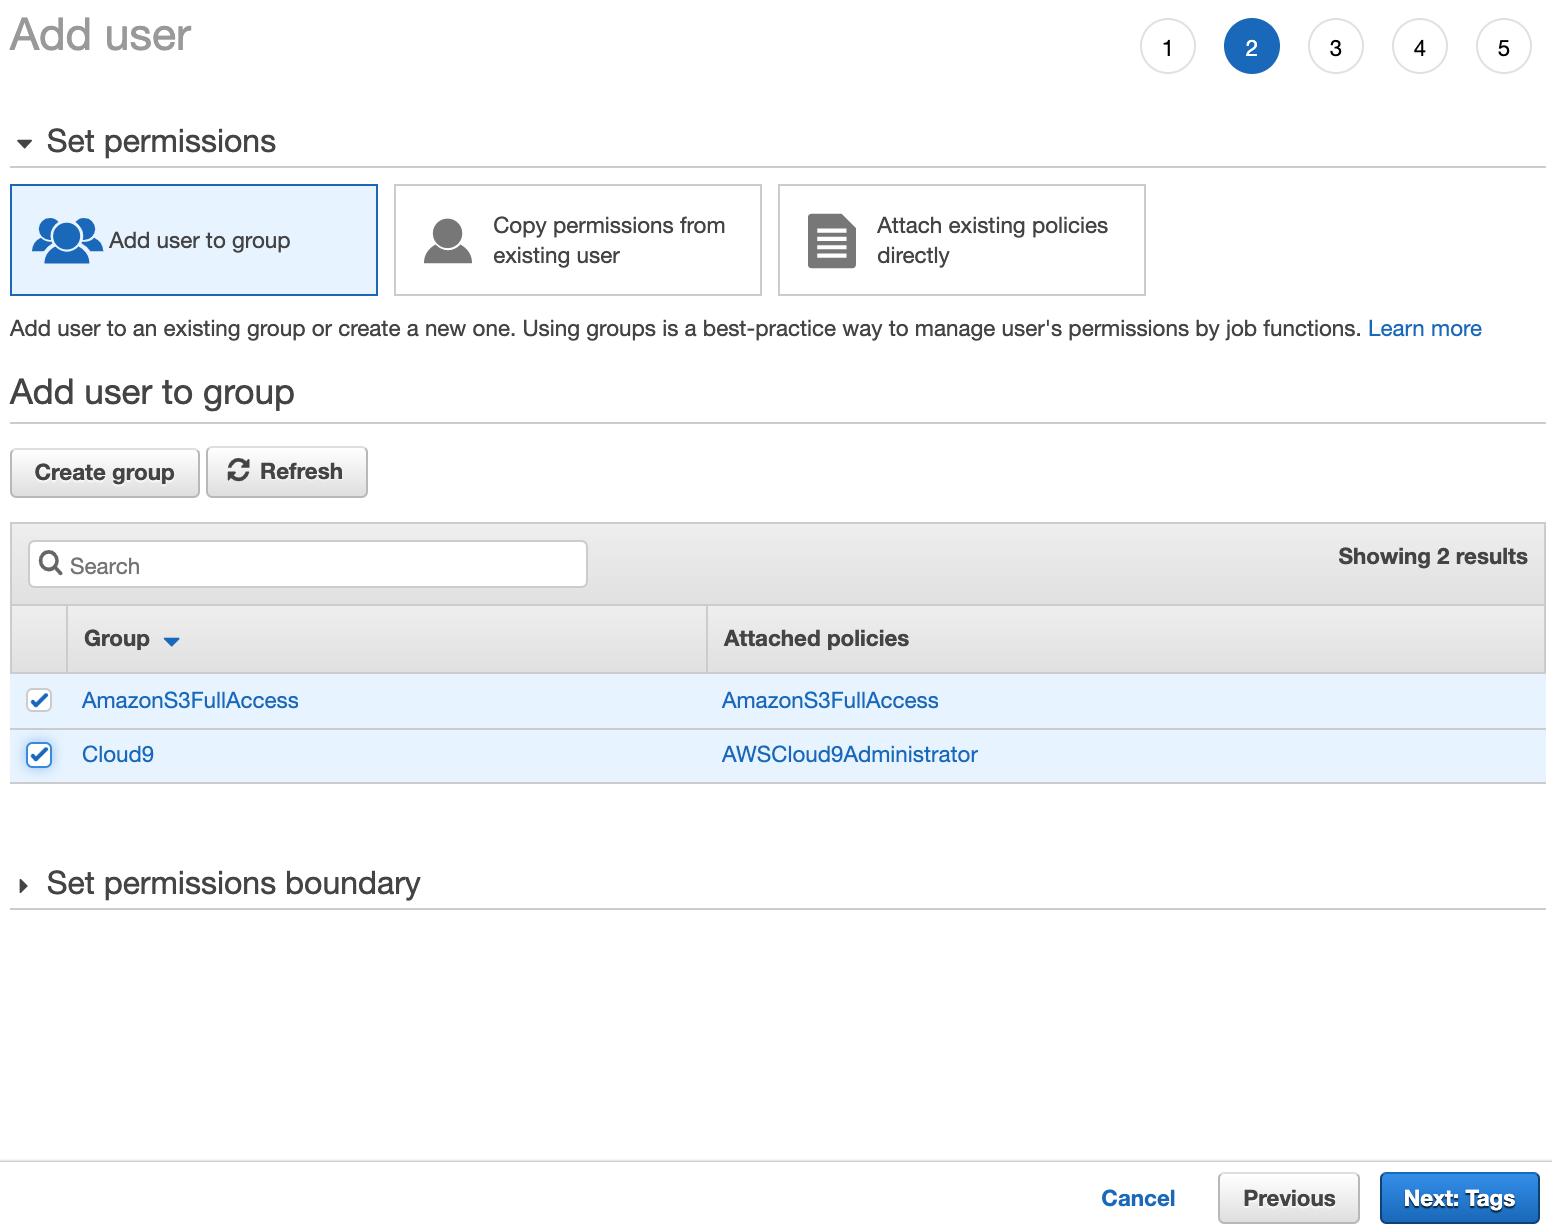 Add user
1 2 3 4 5
Set permissions
Add user to group
Copy permissions from
existing user
Attach existing policies
directly
Add user to an existing group or create a new one. Using groups is a best-practice way to manage user's permissions by job functions. Learn more
Add user to group
Create group Refresh
Search
Showing 2 results
Group Attached policies
AmazonS3FullAccess AmazonS3FullAccess
Cloud9 AWSCloud9Administrator
Set permissions boundary
Cancel Previous Next: Tags